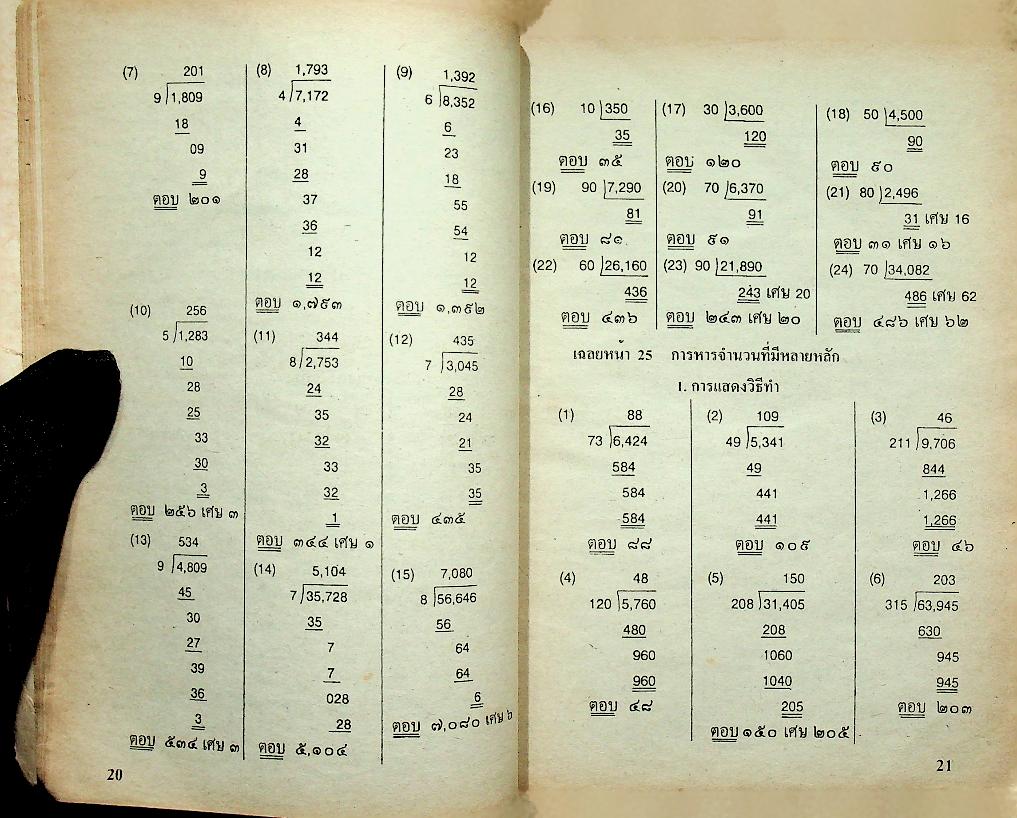 (7) 201
9 1,809
18
09
9
ตอบ ๒๐๑
(8) 1,793
4 7,172
4
31
28
37
36
12
12
ตอบ ๑,๗๙๓
(9) 1,392
6 8,352
6
23
18
55
54
12
12
ตอบ ๑,๓๙๒
(10) 256
5 1,283
10
28
25
33
30
3
ตอบ ๒๕๖ เศษ ๓
(11) 344
8 2,753
24
35
32
33
32
1
ตอบ ๓๔๔ เศษ ๑
(12) 435
7 3,045
28
24
21
35
35
ตอบ ๔๓๕
(13) 534
9 4,809
45
30
27
39
36
3
ตอบ ๕๓๔ เศษ ๓
(14) 5,104
7 35,728
35
7
7
028
28
ตอบ ๕,๑๐๔
(15) 7,080
8 56,646
56
64
64
6
ตอบ ๗,๐๘๐ เศษ ๖
20
(16) 10 350
35
ตอบ ๓๕
(17) 30 3,600
120
ตอบ ๑๒๐
(18) 50 4,500
90
ตอบ ๙๐
(19) 90 7,290
81
ตอบ ๘๑
(20) 70 6,370
91
ตอบ ๙๑
(21) 80 2,496
31 เศษ 16
ตอบ ๓๑ เศษ ๑๖
(22) 60 26,160
436
ตอบ ๔๓๖
(23) 90 21,890
243 เศษ 20
ตอบ ๒๔๓ เศษ ๒๐
(24) 70 34,082
486 เศษ 62
ตอบ ๔๘๖ เศษ ๖๒
เฉลยหน้า 25 การหารจำนวนที่มีหลายหลัก
1. การแสดงวิธีทำ
(1) 88
73 6,424
584
584
584
ตอบ ๘๘
(2) 109
49 5,341
49
441
441
ตอบ ๑๐๙
(3) 46
211 9,706
844
1,266
1,266
ตอบ ๔๖
(4) 48
120 5,760
480
960
960
ตอบ ๔๘
(5) 150
208 31,405
208
1060
1040
205
ตอบ ๑๕๐ เศษ ๒๐๕
(6) 203
315 63,945
630
945
945
ตอบ ๒๐๓
21